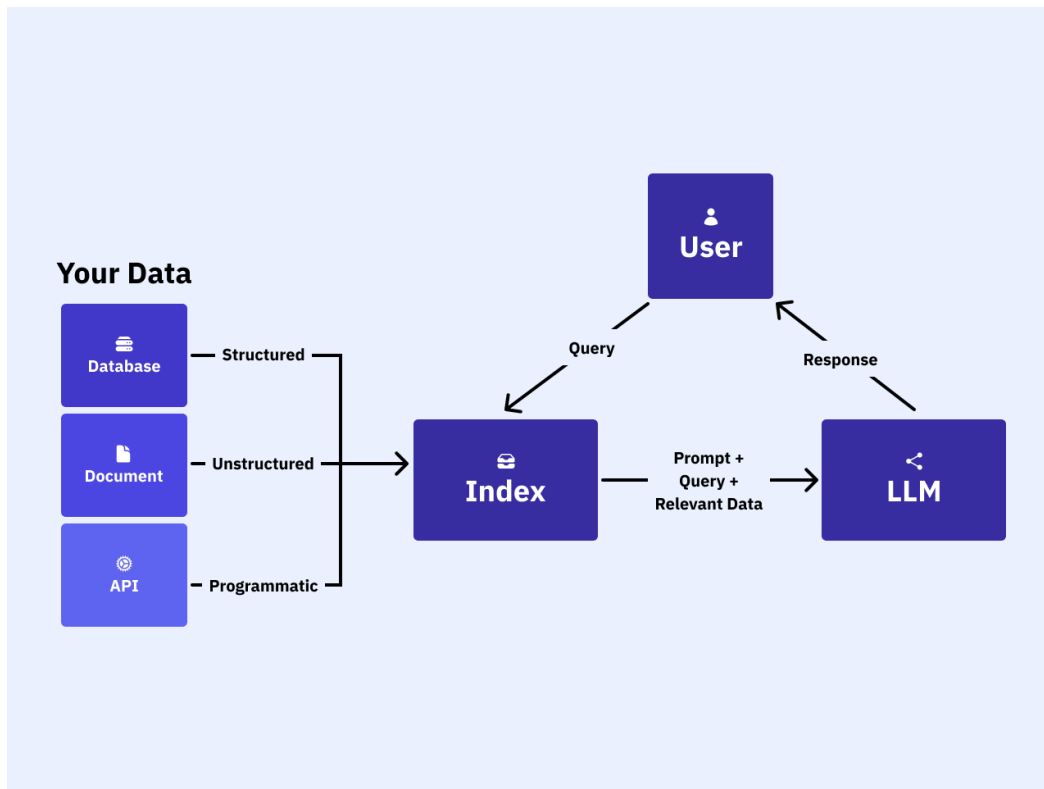 Your Data
Database
Structured
Document
Unstructured
API
Programmatic
User
Query
Response
Index
Prompt +
Query +
Relevant Data
LLM